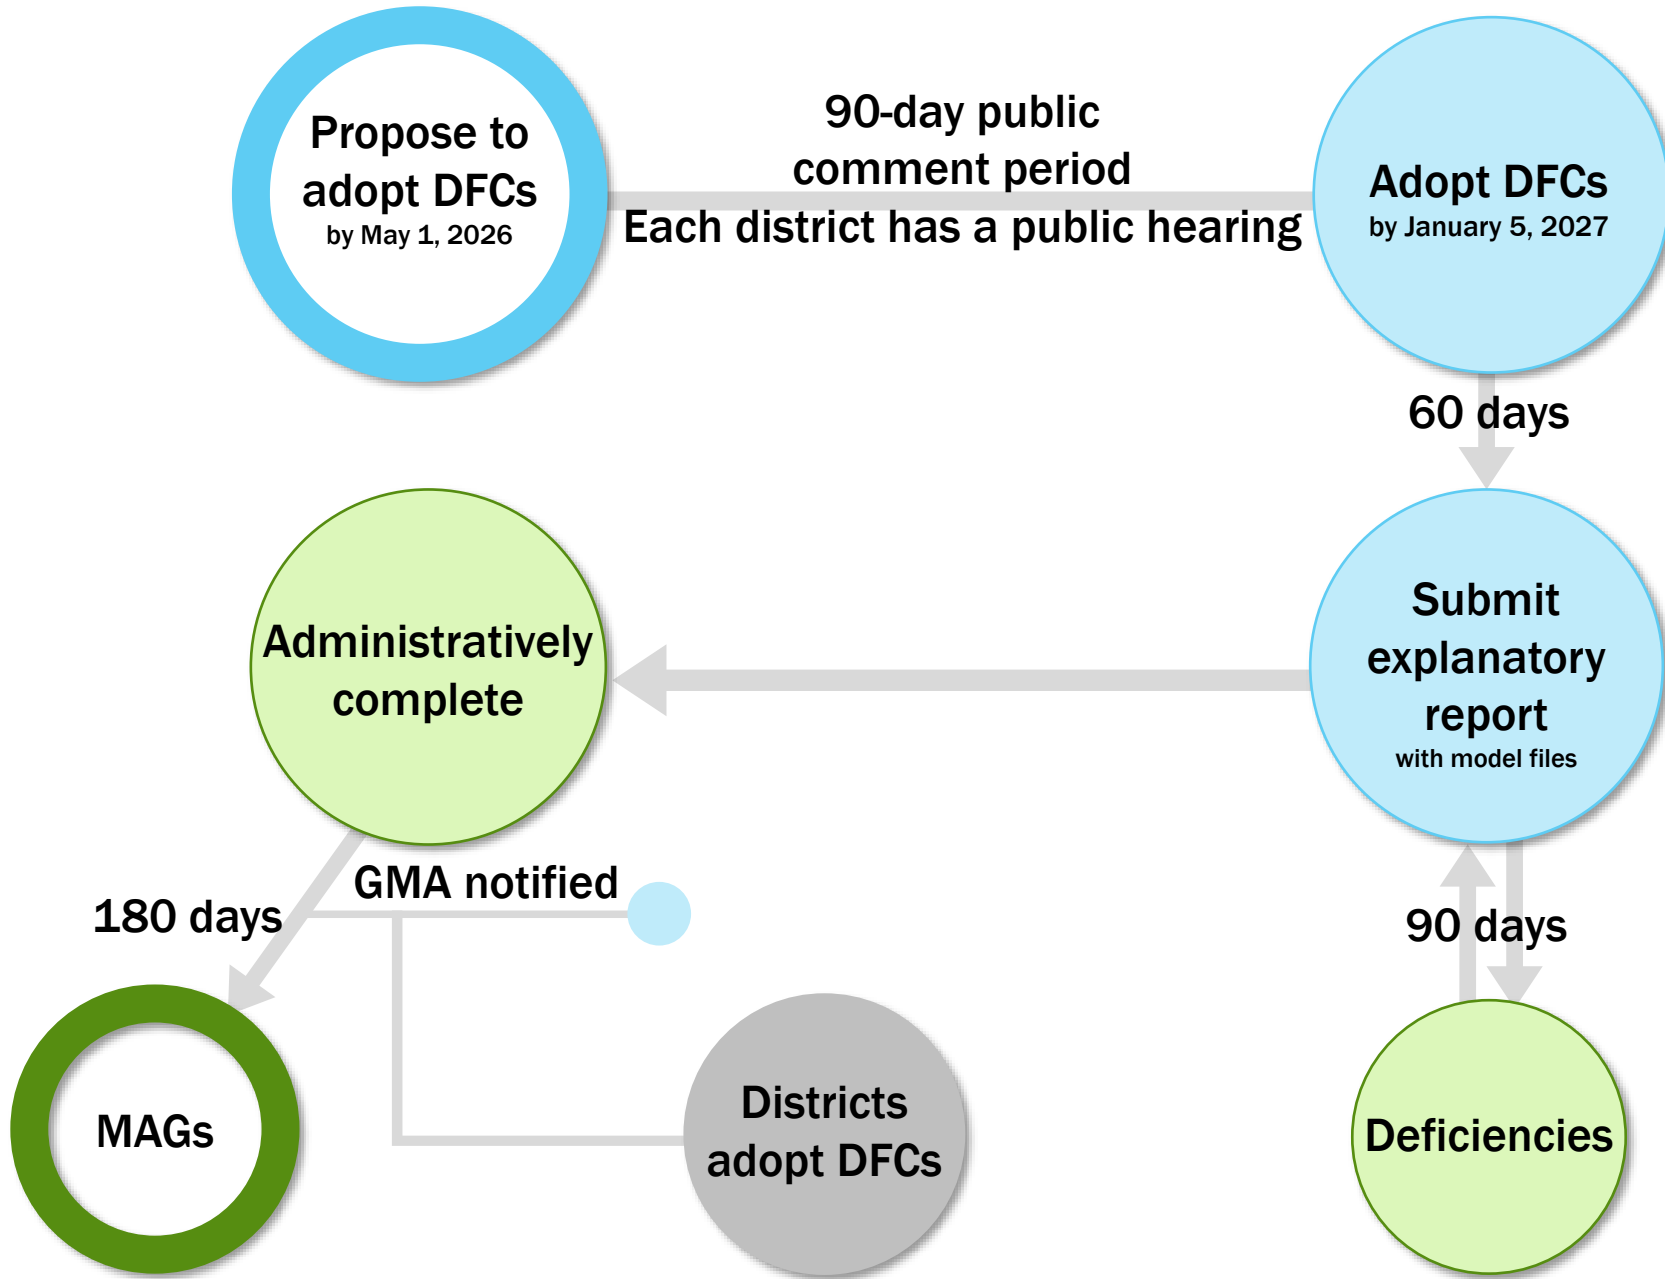 Propose to
adopt DFCs
by May 1, 2026
90-day public
comment period
Each district has a public hearing
Adopt DFCs
by January 5, 2027
60 days
Submit
explanatory
report
with model files
Administratively
complete
GMA notified
180 days
90 days
MAGs
Districts
adopt DFCs
Deficiencies